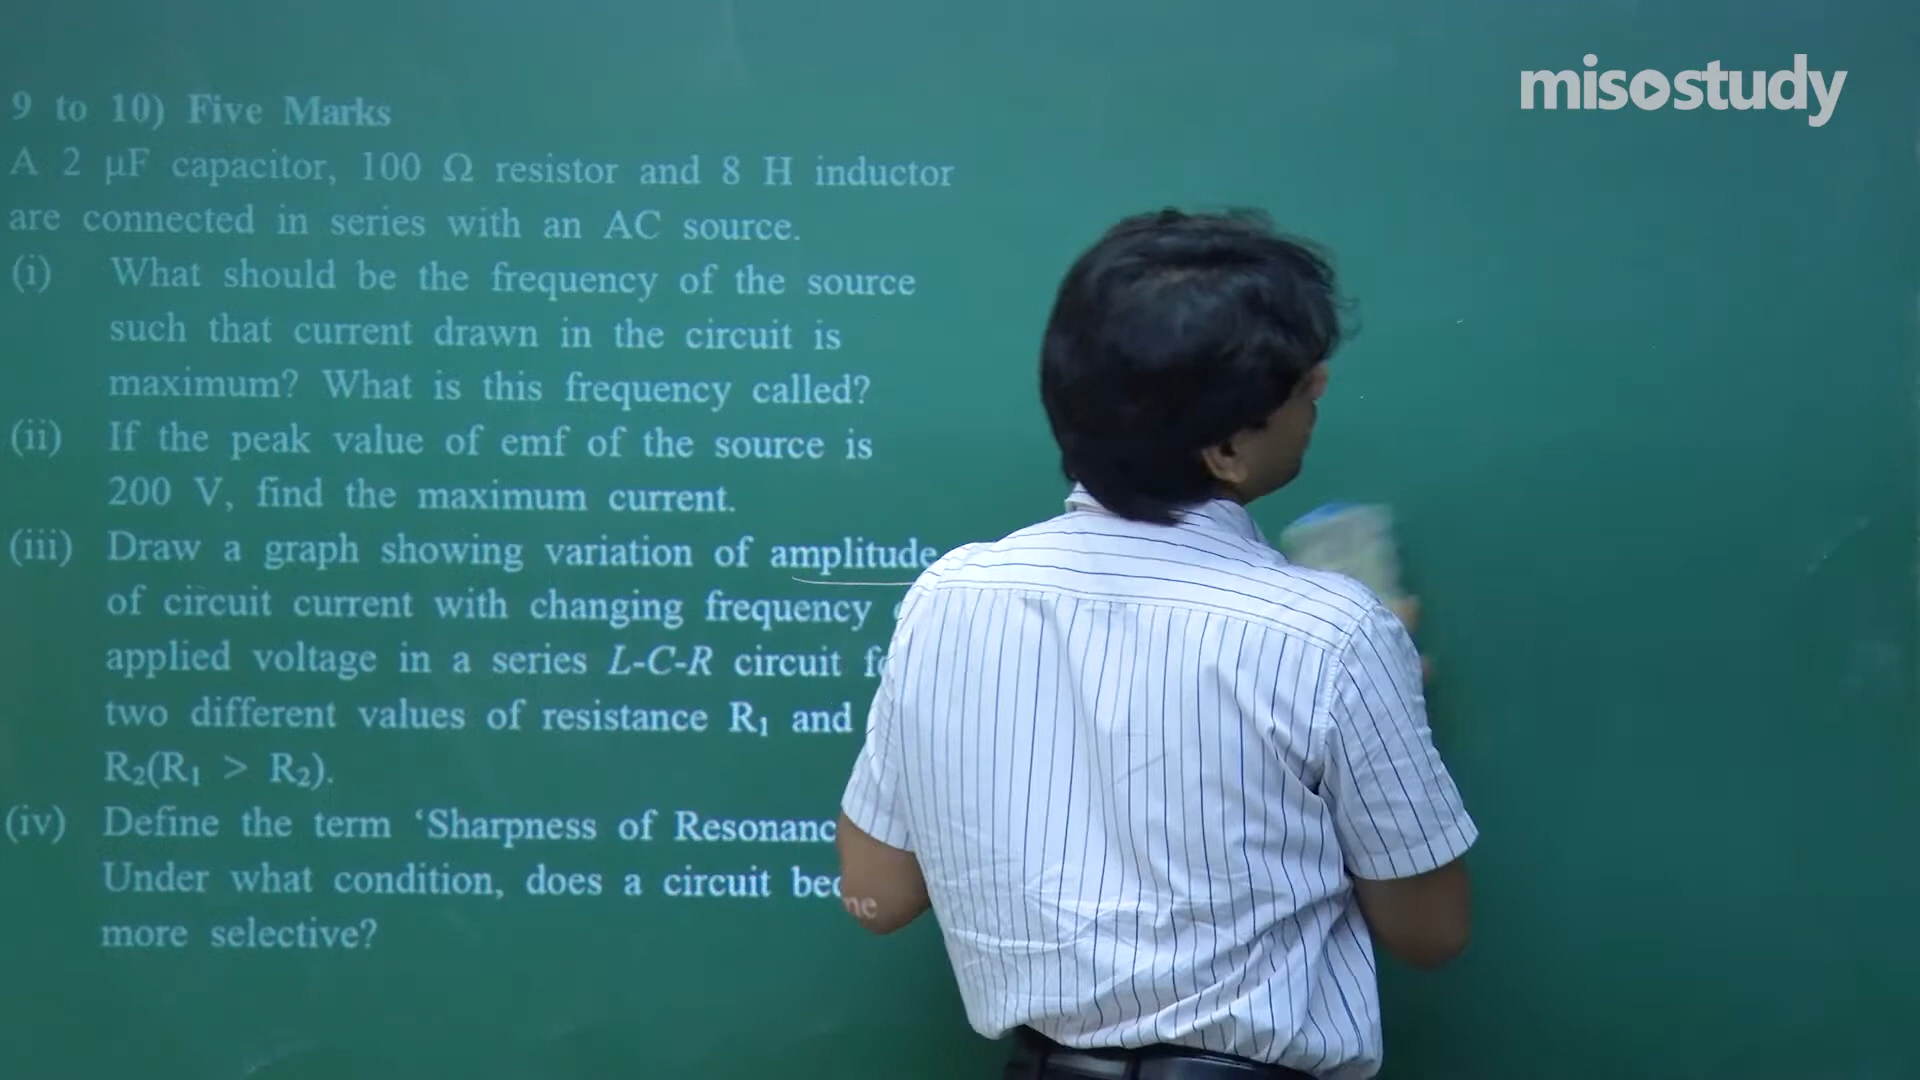 misostudy
9 to 10) Five Marks
A 2 μF capacitor, 100 Ω resistor and 8 H inductor
are connected in series with an AC source.
(i) What should be the frequency of the source
such that current drawn in the circuit is
maximum? What is this frequency called?
(ii) If the peak value of emf of the source is
200 V, find the maximum current.
(iii) Draw a graph showing variation of amplitude
of circuit current with changing frequency
applied voltage in a series L-C-R circuit
two different values of resistance R₁ and
R₂(R₁ > R₂).
(iv) Define the term ‘Sharpness of Resonanc
Under what condition, does a circuit
more selective?